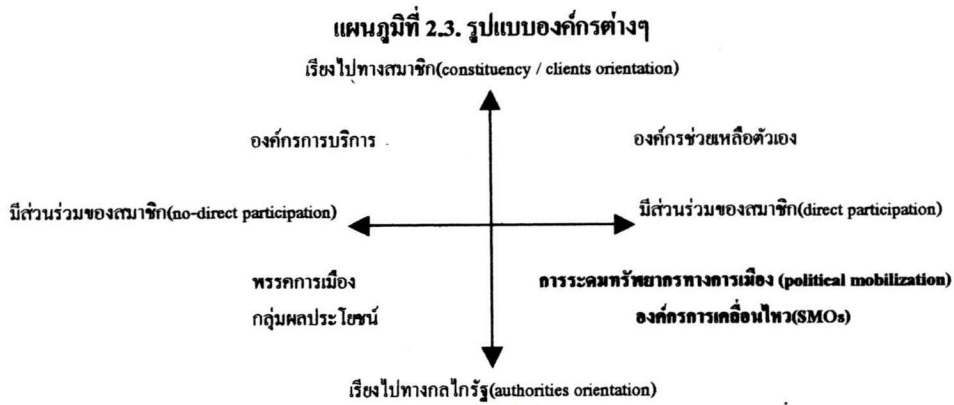 แผนภูมิที่ 2.3. รูปแบบองค์กรต่างๆ
เรียงไปทางสมาชิก(constituency / clients orientation)
องค์กรการบริการ องค์กรช่วยเหลือตัวเอง
มีส่วนร่วมของสมาชิก(no-direct participation) มีส่วนร่วมของสมาชิก(direct participation)
พรรคการเมือง การระดมทรัพยากรทางการเมือง (political mobilization)
กลุ่มผลประโยชน์ องค์กรการเคลื่อนไหว(SMOs)
เรียงไปทางกลไกรัฐ(authorities orientation)